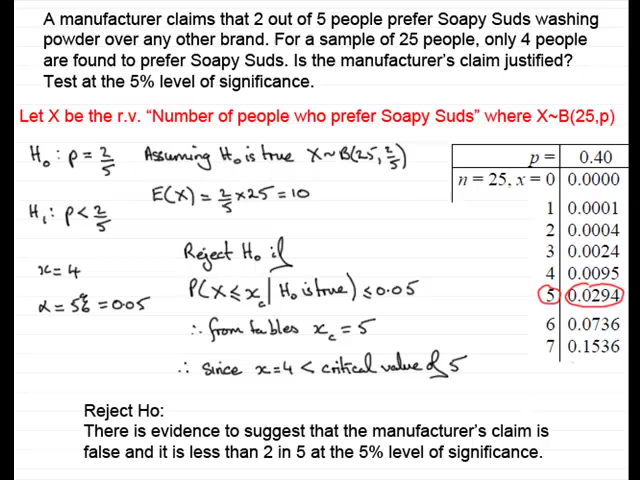 A manufacturer claims that 2 out of 5 people prefer Soapy Suds washing
powder over any other brand. For a sample of 25 people, only 4 people
are found to prefer Soapy Suds. Is the manufacturer's claim justified?
Test at the 5% level of significance.
Let X be the r.v. “Number of people who prefer Soapy Suds” where X~B(25,p)
H₀ : p = 2/5
Assuming H₀ is true X~B(25, 2/5)
E(X) = 2/5 × 25 = 10
H₁ : p < 2/5
x = 4
α = 5% = 0.05
Reject H₀ if
P(X ≤ x_c | H₀ is true) ≤ 0.05
∴ from tables x_c = 5
∴ since x = 4 < critical value of 5
p = 0.40
n = 25, x = 0 0.0000
1 0.0001
2 0.0004
3 0.0024
4 0.0095
5 0.0294
6 0.0736
7 0.1536
Reject Ho:
There is evidence to suggest that the manufacturer's claim is
false and it is less than 2 in 5 at the 5% level of significance.